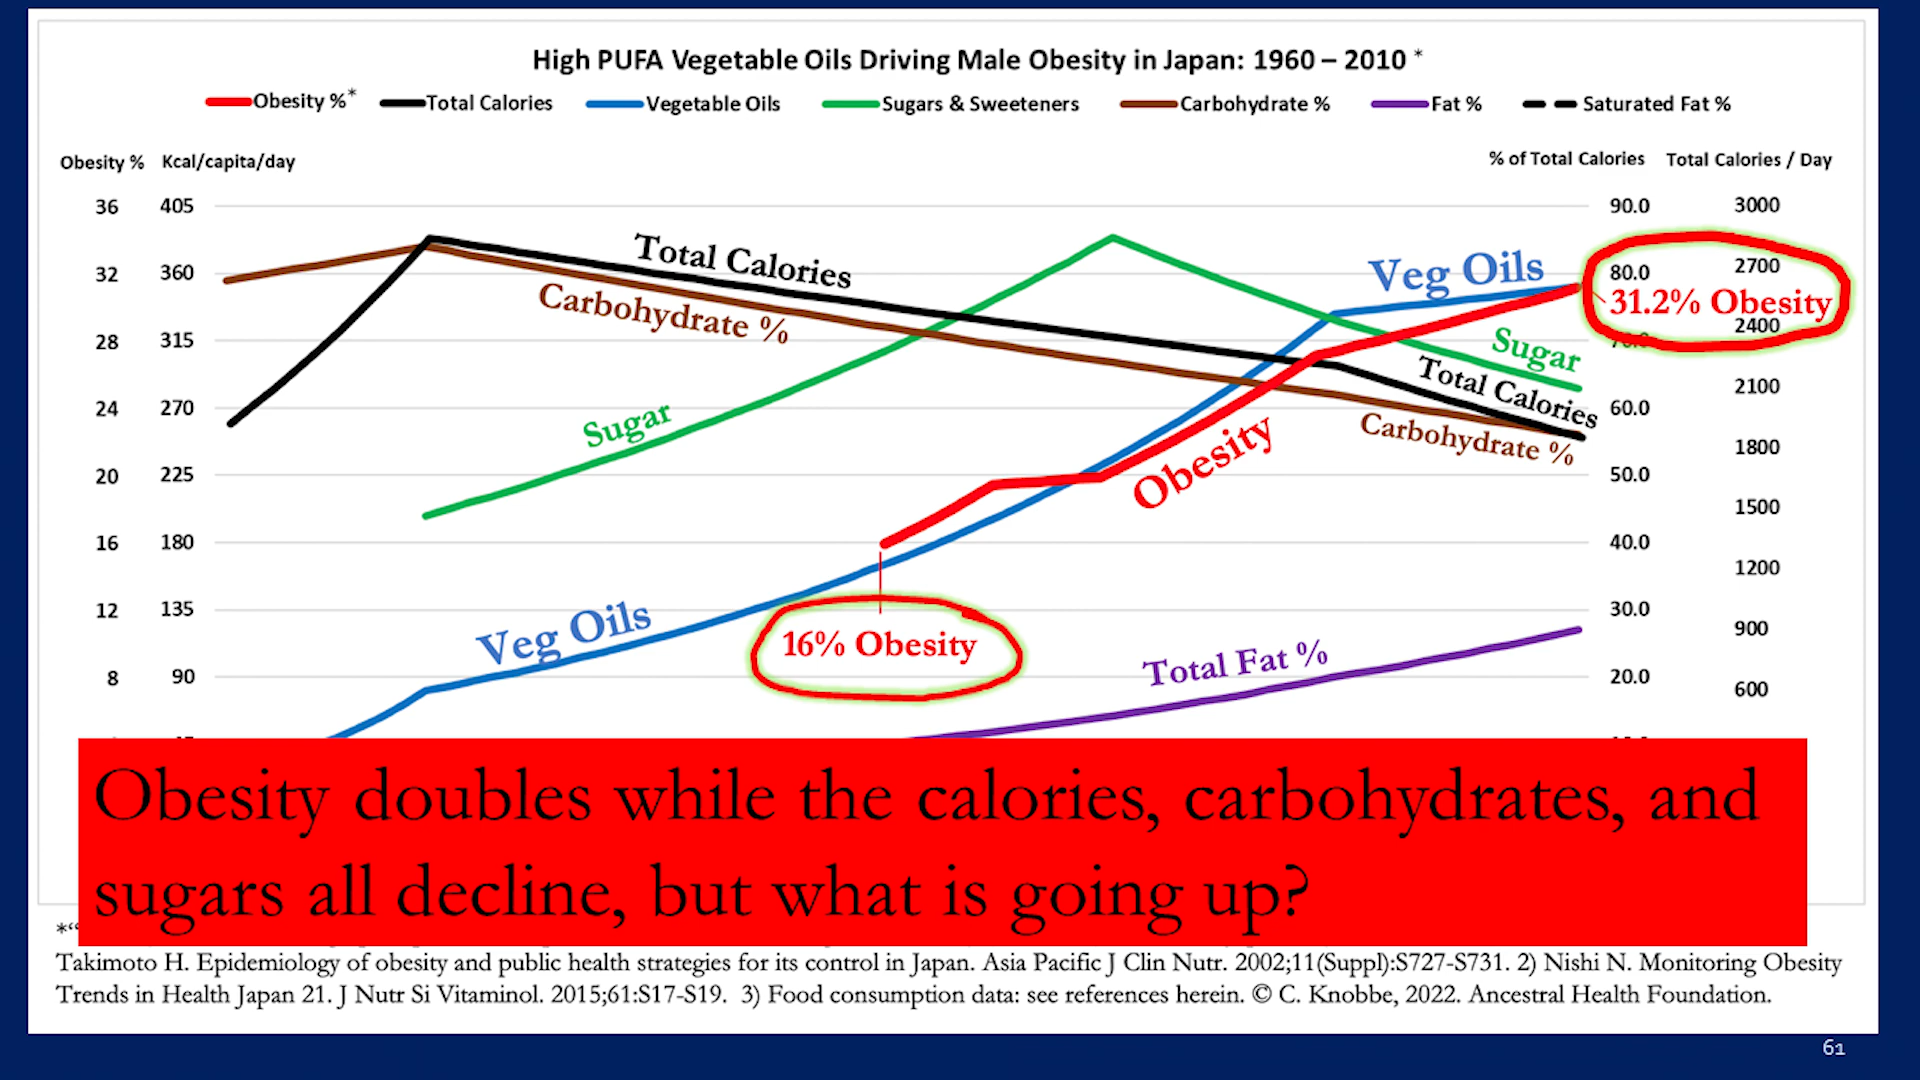 High PUFA Vegetable Oils Driving Male Obesity in Japan: 1960 – 2010 *
Obesity %* Total Calories Vegetable Oils Sugars & Sweeteners Carbohydrate % Fat % Saturated Fat %
Obesity % Kcal/capita/day % of Total Calories Total Calories / Day
36 405 90.0 3000
32 360 80.0 2700
28 315 2400
24 270 60.0 2100
20 225 50.0 1800
16 180 40.0 1500
12 135 30.0 1200
8 90 20.0 900
600
Total Calories
Carbohydrate %
Veg Oils
31.2% Obesity
Sugar
Total Calories
Carbohydrate %
Sugar
Obesity
Veg Oils
16% Obesity
Total Fat %
Obesity doubles while the calories, carbohydrates, and
sugars all decline, but what is going up?
*“
Takimoto H. Epidemiology of obesity and public health strategies for its control in Japan. Asia Pacific J Clin Nutr. 2002;11(Suppl):S727-S731. 2) Nishi N. Monitoring Obesity
Trends in Health Japan 21. J Nutr Si Vitaminol. 2015;61:S17-S19. 3) Food consumption data: see references herein. © C. Knobbe, 2022. Ancestral Health Foundation.
61